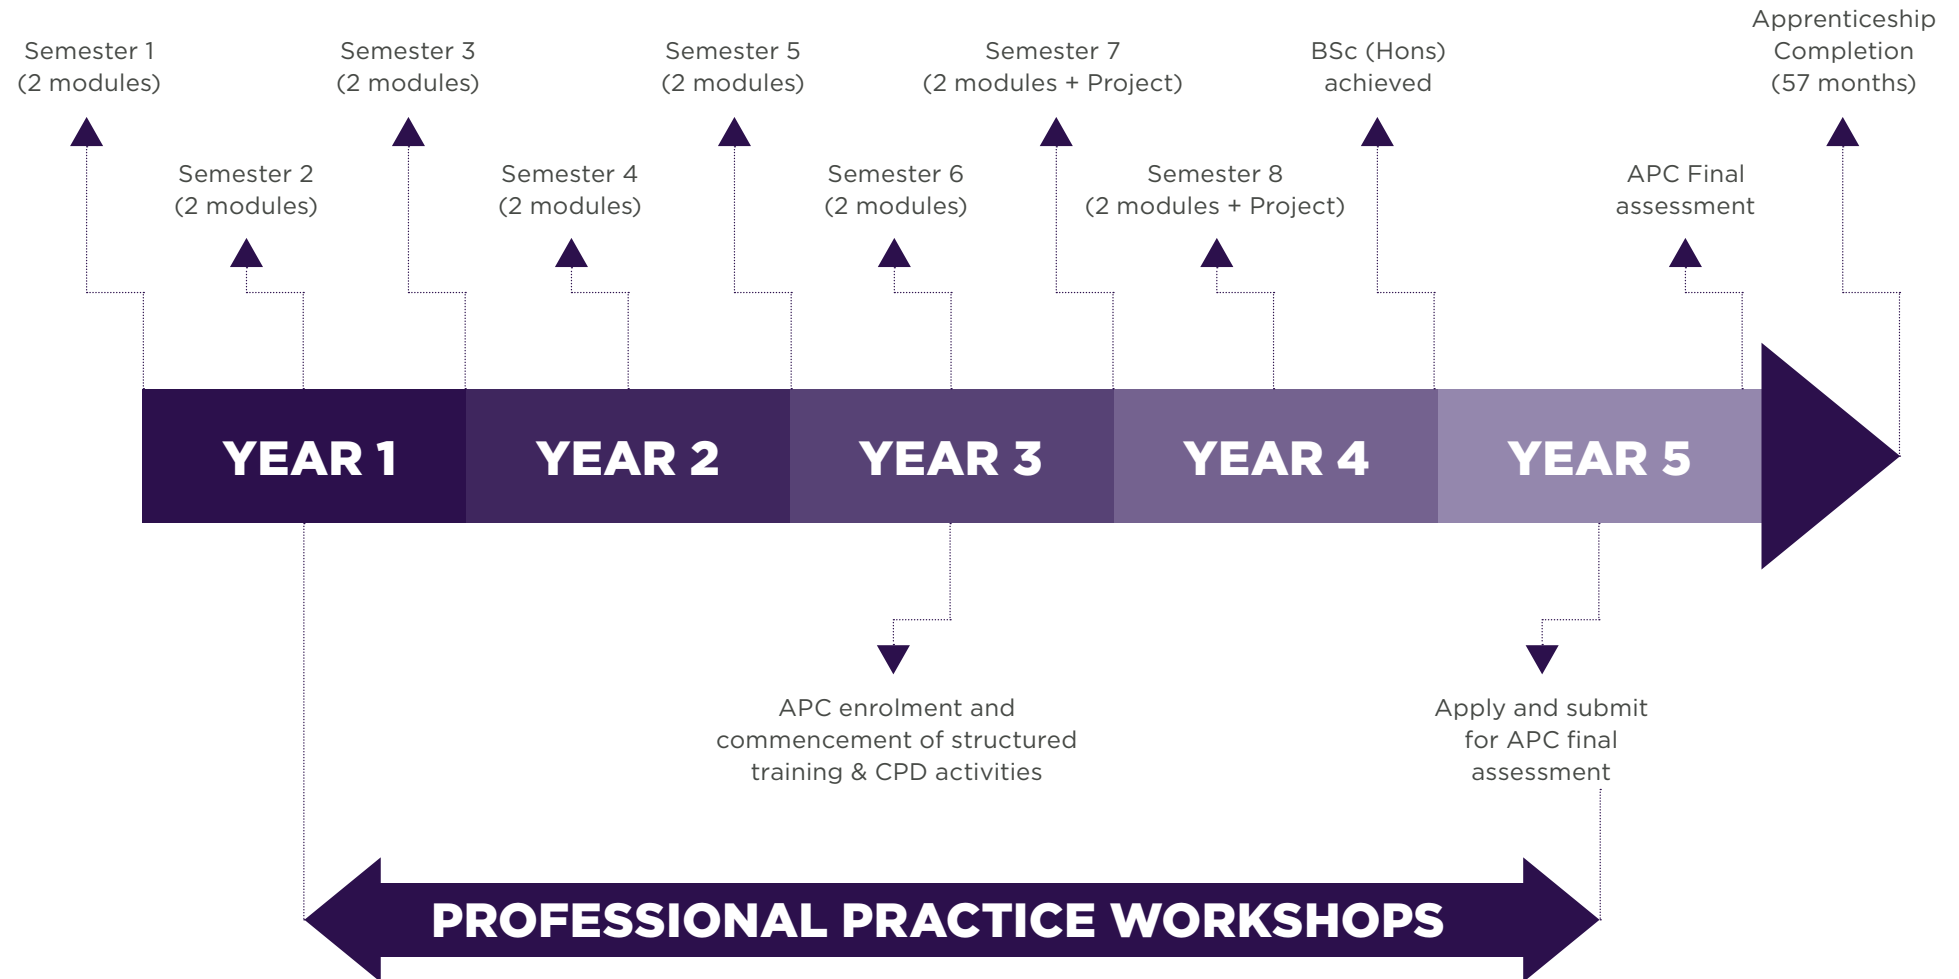 Semester 1
(2 modules)
Semester 2
(2 modules)
Semester 3
(2 modules)
Semester 4
(2 modules)
Semester 5
(2 modules)
Semester 6
(2 modules)
Semester 7
(2 modules + Project)
Semester 8
(2 modules + Project)
BSc (Hons)
achieved
APC Final
assessment
Apprenticeship
Completion
(57 months)
YEAR 1
YEAR 2
YEAR 3
YEAR 4
YEAR 5
APC enrolment and
commencement of structured
training & CPD activities
Apply and submit
for APC final
assessment
PROFESSIONAL PRACTICE WORKSHOPS